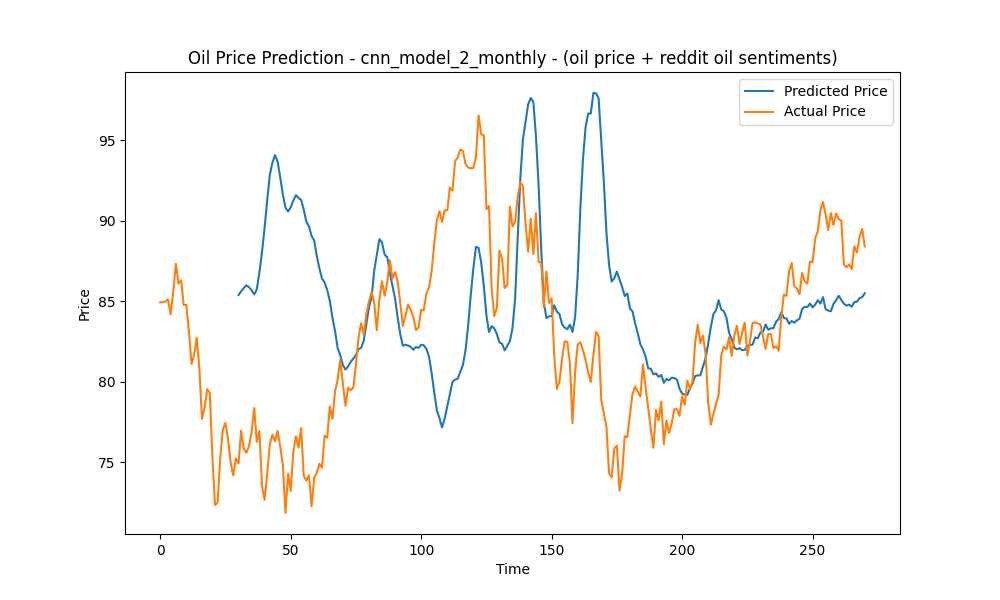 Oil Price Prediction - cnn_model_2_monthly - (oil price + reddit oil sentiments)
Predicted Price
Actual Price
95
90
85
80
75
Price
0 50 100 150 200 250
Time